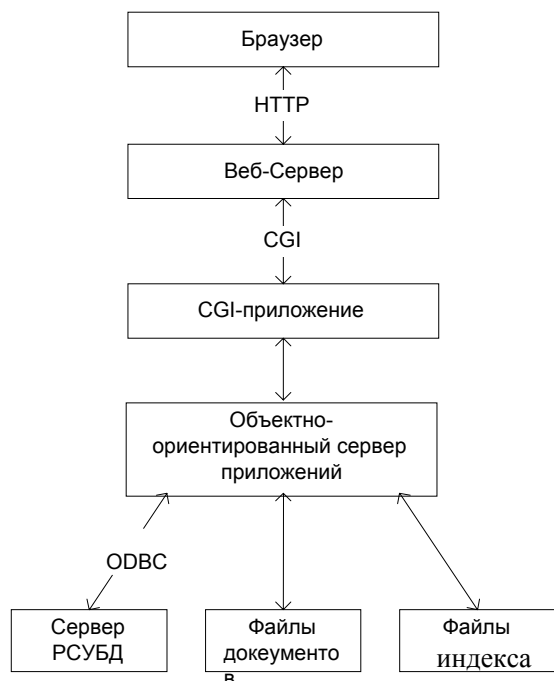 Браузер
HTTP
Веб-Сервер
CGI
CGI-приложение
Объектно-
ориентированный сервер
приложений
ODBC
Сервер
РСУБД
Файлы
докеументо
в
Файлы
индекса